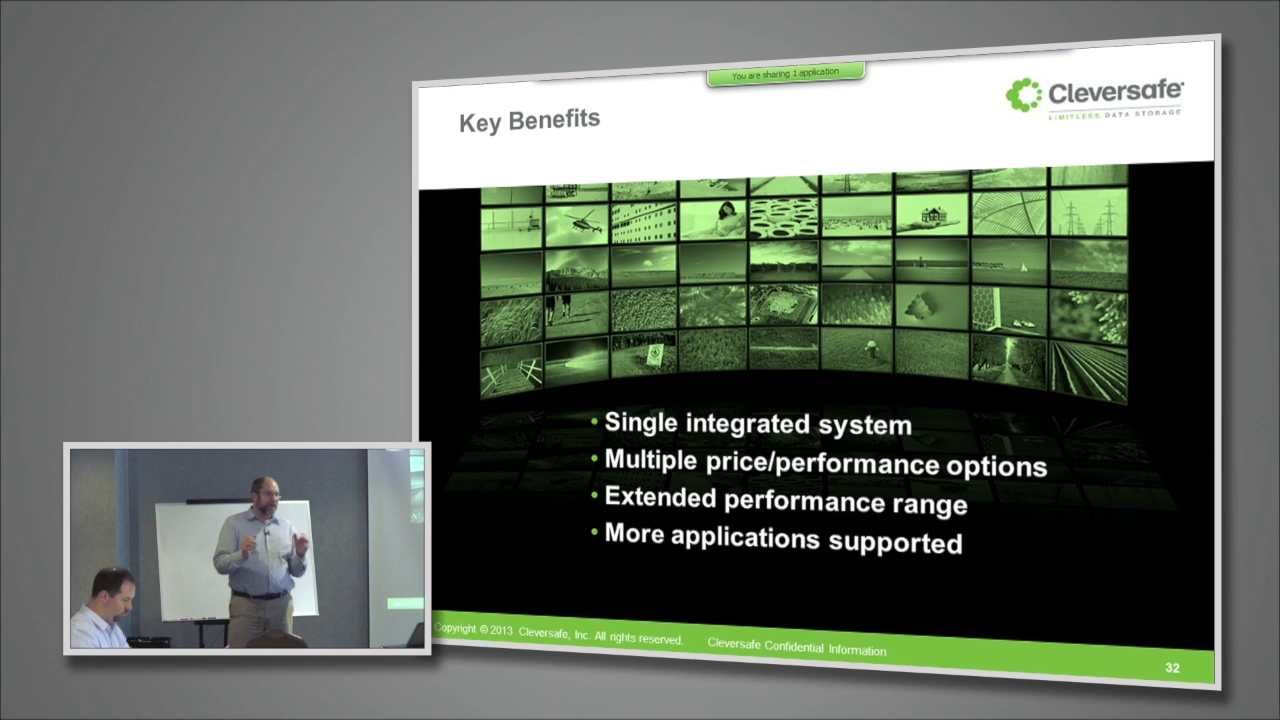 You are sharing 1 application
Key Benefits
Cleversafe
LIMITLESS DATA STORAGE
• Single integrated system
• Multiple price/performance options
• Extended performance range
• More applications supported
Copyright © 2013 Cleversafe, Inc. All rights reserved. Cleversafe Confidential Information
32